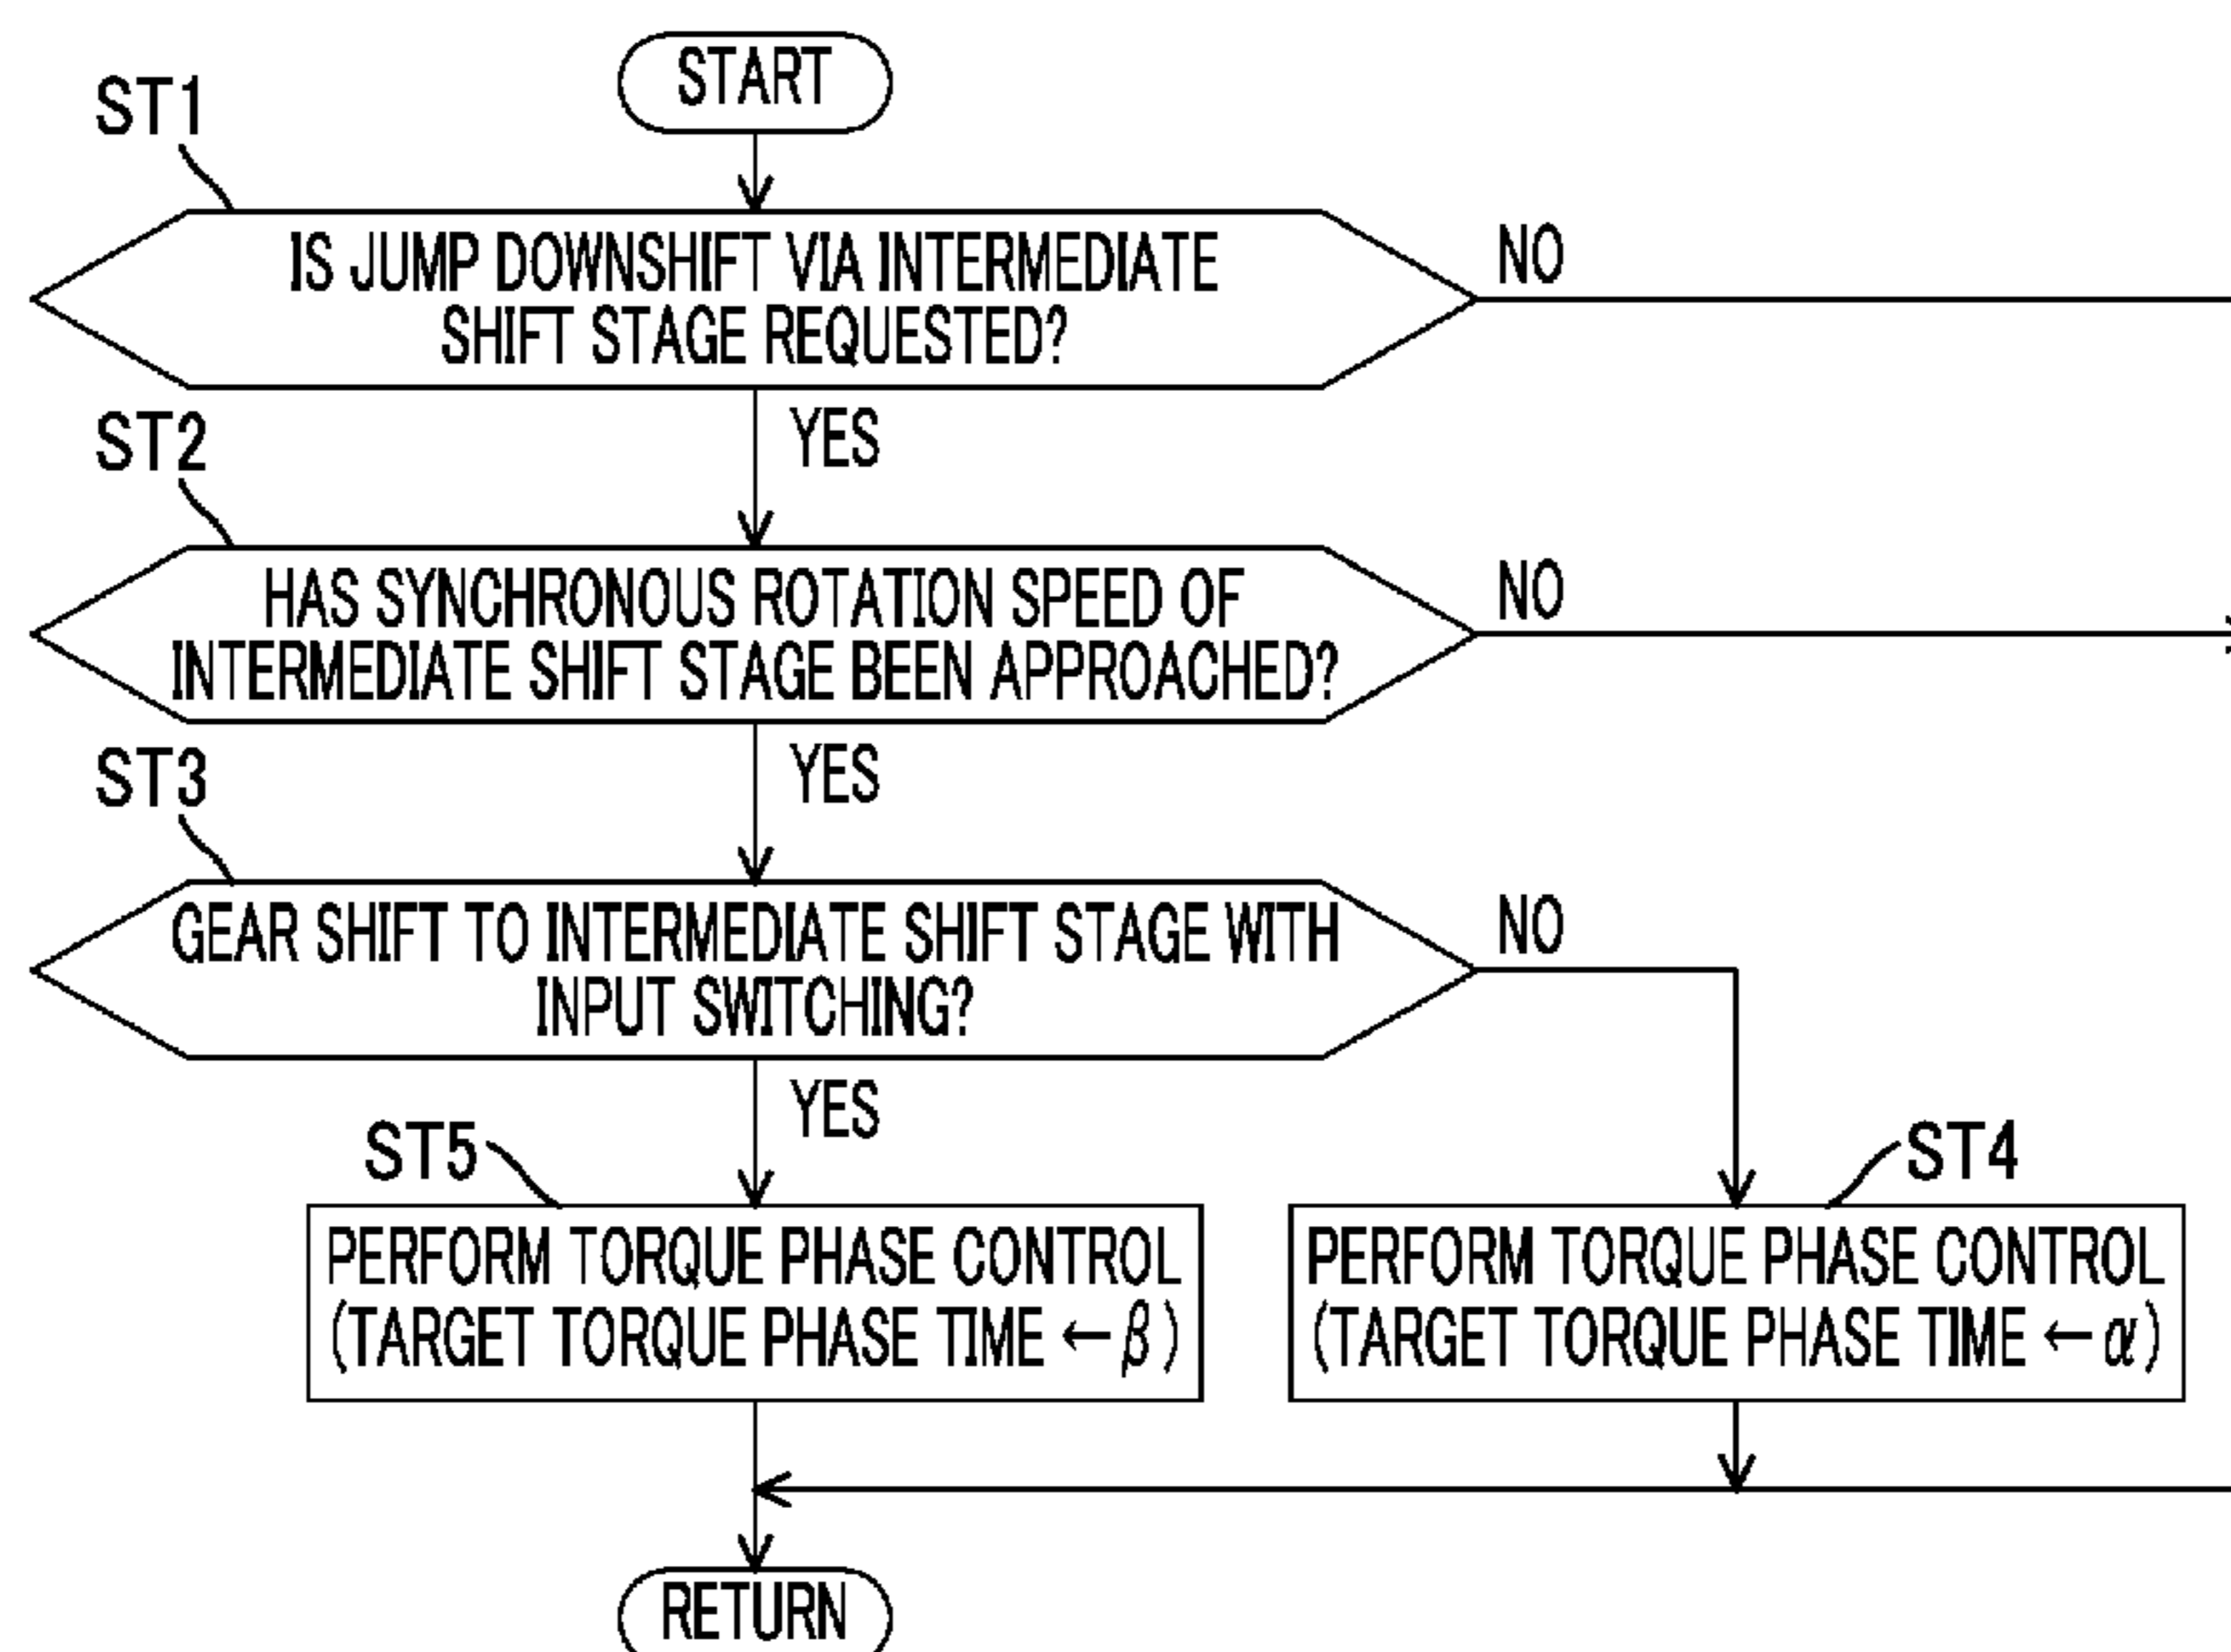 START
ST1
IS JUMP DOWNSHIFT VIA INTERMEDIATE
SHIFT STAGE REQUESTED?
NO
YES
ST2
HAS SYNCHRONOUS ROTATION SPEED OF
INTERMEDIATE SHIFT STAGE BEEN APPROACHED?
NO
YES
ST3
GEAR SHIFT TO INTERMEDIATE SHIFT STAGE WITH
INPUT SWITCHING?
NO
YES
ST5
PERFORM TORQUE PHASE CONTROL
(TARGET TORQUE PHASE TIME ← β)
ST4
PERFORM TORQUE PHASE CONTROL
(TARGET TORQUE PHASE TIME ← α)
RETURN